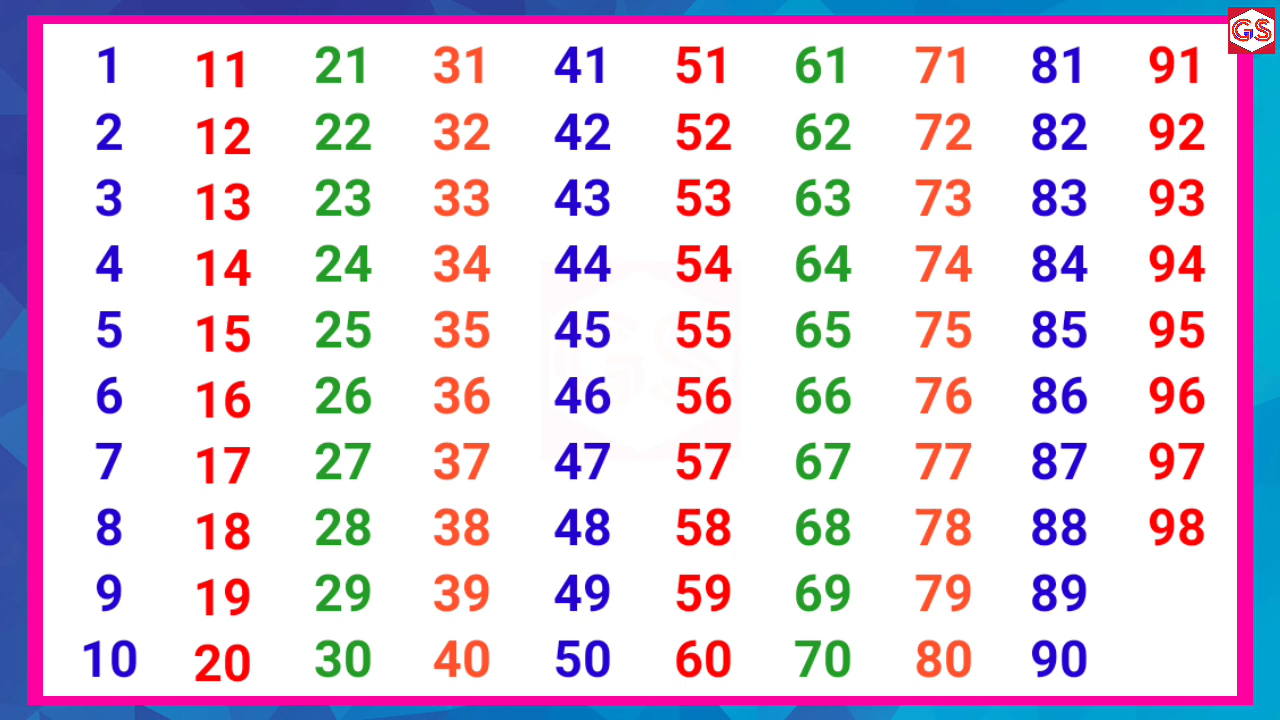 GS
1 11 21 31 41 51 61 71 81 91
2 12 22 32 42 52 62 72 82 92
3 13 23 33 43 53 63 73 83 93
4 14 24 34 44 54 64 74 84 94
5 15 25 35 45 55 65 75 85 95
6 16 26 36 46 56 66 76 86 96
7 17 27 37 47 57 67 77 87 97
8 18 28 38 48 58 68 78 88 98
9 19 29 39 49 59 69 79 89
10 20 30 40 50 60 70 80 90